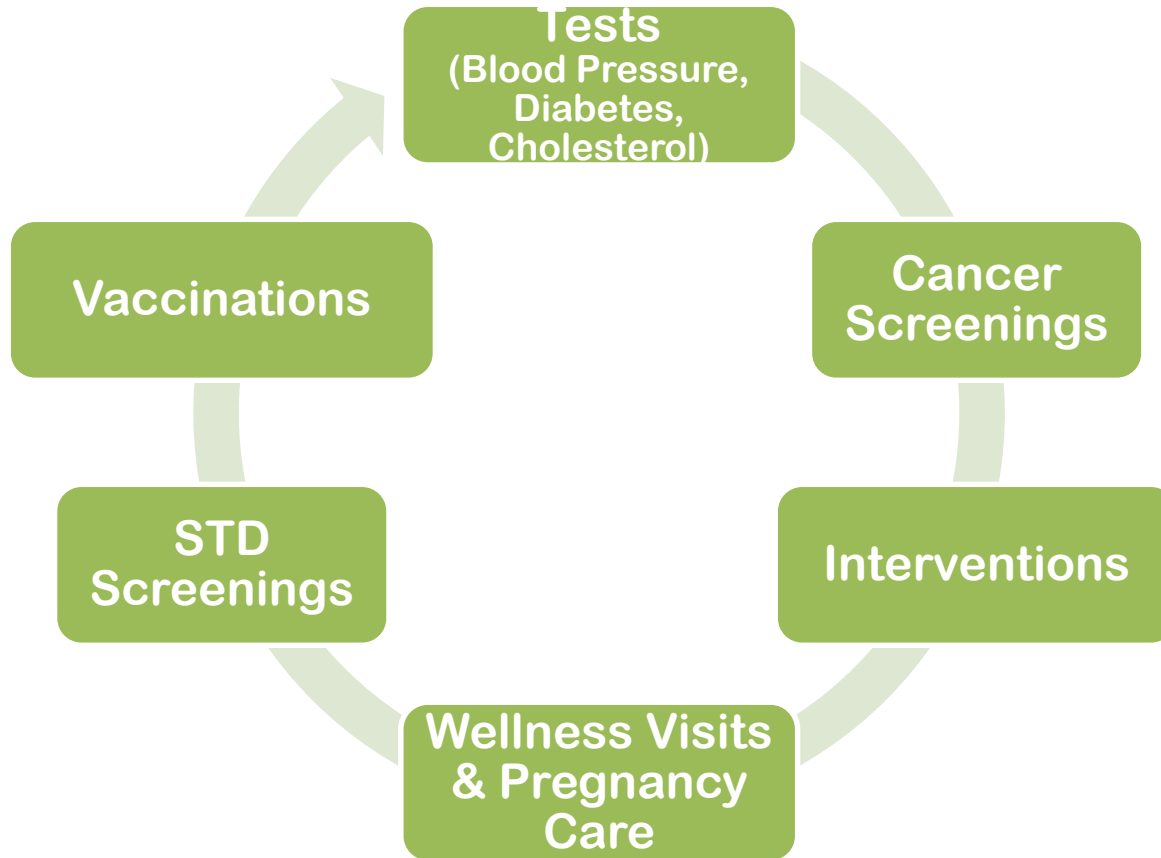 Tests
(Blood Pressure,
Diabetes,
Cholesterol)
Cancer
Screenings
Interventions
Wellness Visits
& Pregnancy
Care
STD
Screenings
Vaccinations